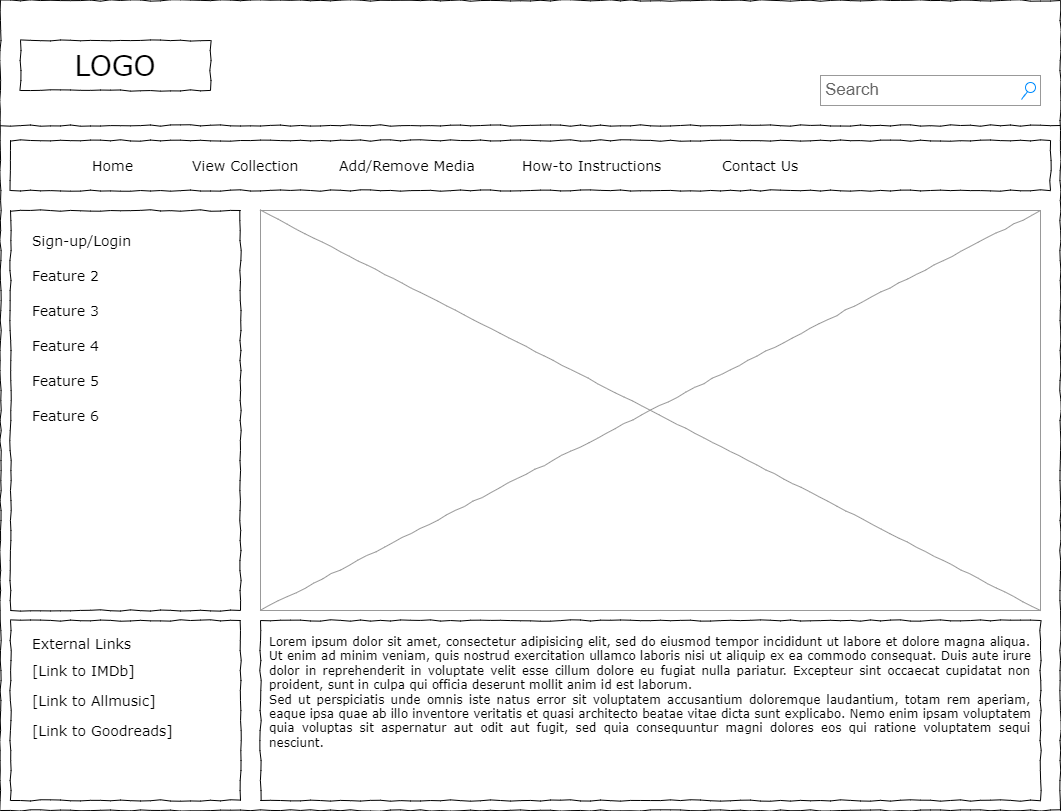 LOGO
Search
Home View Collection Add/Remove Media How-to Instructions Contact Us
Sign-up/Login
Feature 2
Feature 3
Feature 4
Feature 5
Feature 6
External Links
[Link to IMDb]
[Link to Allmusic]
[Link to Goodreads]
Lorem ipsum dolor sit amet, consectetur adipisicing elit, sed do eiusmod tempor incididunt ut labore et dolore magna aliqua.
Ut enim ad minim veniam, quis nostrud exercitation ullamco laboris nisi ut aliquip ex ea commodo consequat. Duis aute irure
dolor in reprehenderit in voluptate velit esse cillum dolore eu fugiat nulla pariatur. Excepteur sint occaecat cupidatat non
proident, sunt in culpa qui officia deserunt mollit anim id est laborum.
Sed ut perspiciatis unde omnis iste natus error sit voluptatem accusantium doloremque laudantium, totam rem aperiam,
eaque ipsa quae ab illo inventore veritatis et quasi architecto beatae vitae dicta sunt explicabo. Nemo enim ipsam voluptatem
quia voluptas sit aspernatur aut odit aut fugit, sed quia consequuntur magni dolores eos qui ratione voluptatem sequi
nesciunt.